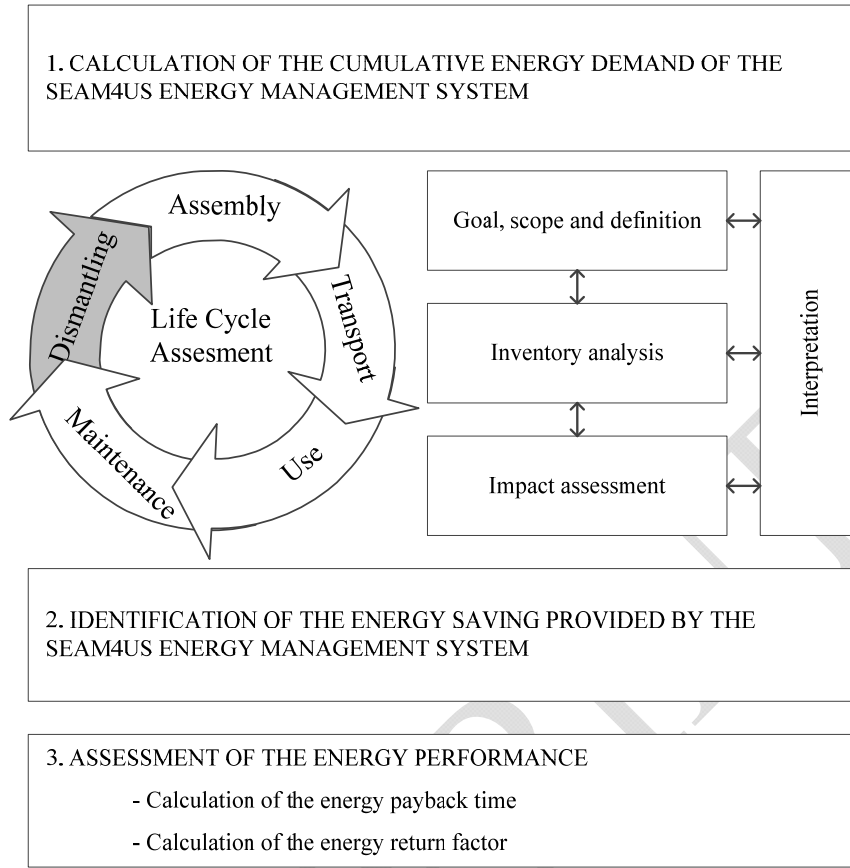 1. CALCULATION OF THE CUMULATIVE ENERGY DEMAND OF THE
SEAM4US ENERGY MANAGEMENT SYSTEM
Assembly
Transport
Use
Maintenance
Dismantling
Life Cycle
Assesment
Goal, scope and definition
Inventory analysis
Impact assessment
Interpretation
2. IDENTIFICATION OF THE ENERGY SAVING PROVIDED BY THE
SEAM4US ENERGY MANAGEMENT SYSTEM
3. ASSESSMENT OF THE ENERGY PERFORMANCE
- Calculation of the energy payback time
- Calculation of the energy return factor